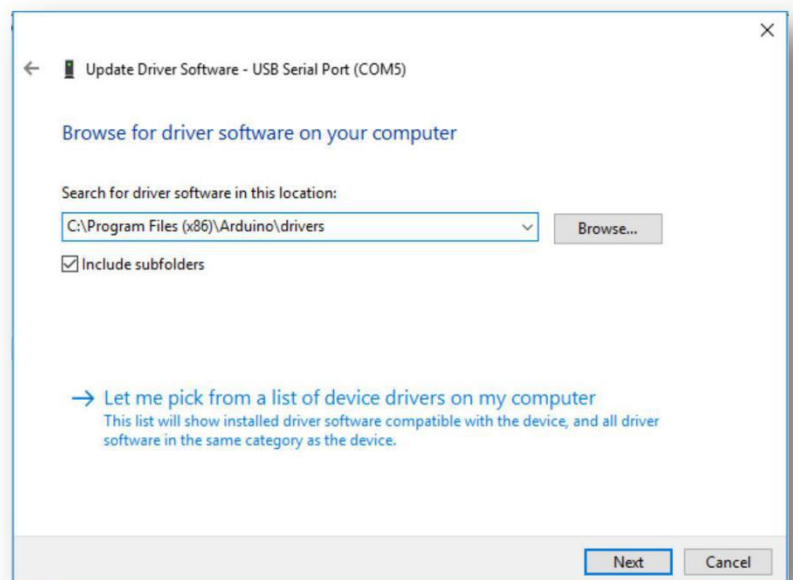 Update Driver Software - USB Serial Port (COM5)
Browse for driver software on your computer
Search for driver software in this location:
C:\Program Files (x86)\Arduino\drivers
Browse...
Include subfolders
Let me pick from a list of device drivers on my computer
This list will show installed driver software compatible with the device, and all driver
software in the same category as the device.
Next
Cancel